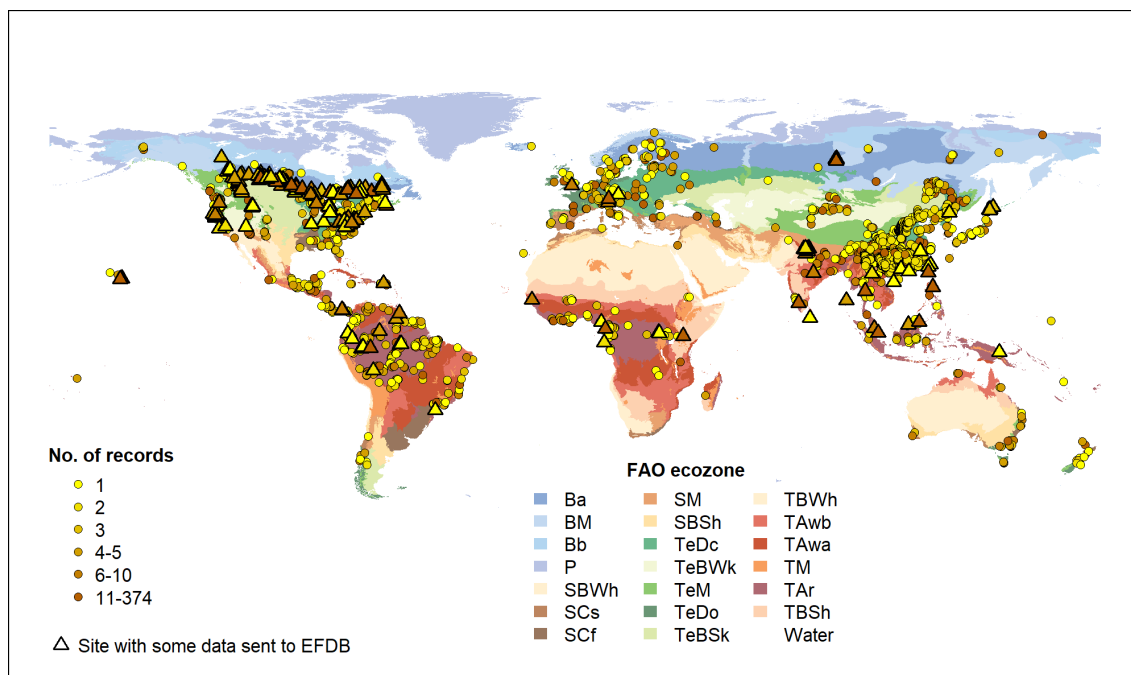 No. of records
1
2
3
4-5
6-10
11-374
Site with some data sent to EFDB
FAO ecozone
Ba
BM
Bb
P
SBWh
SCs
SCf
SM
SBSh
TeDc
TeBWk
TeM
TeDo
TeBSk
TBWh
TAwb
TAwa
TM
TAr
TBSh
Water